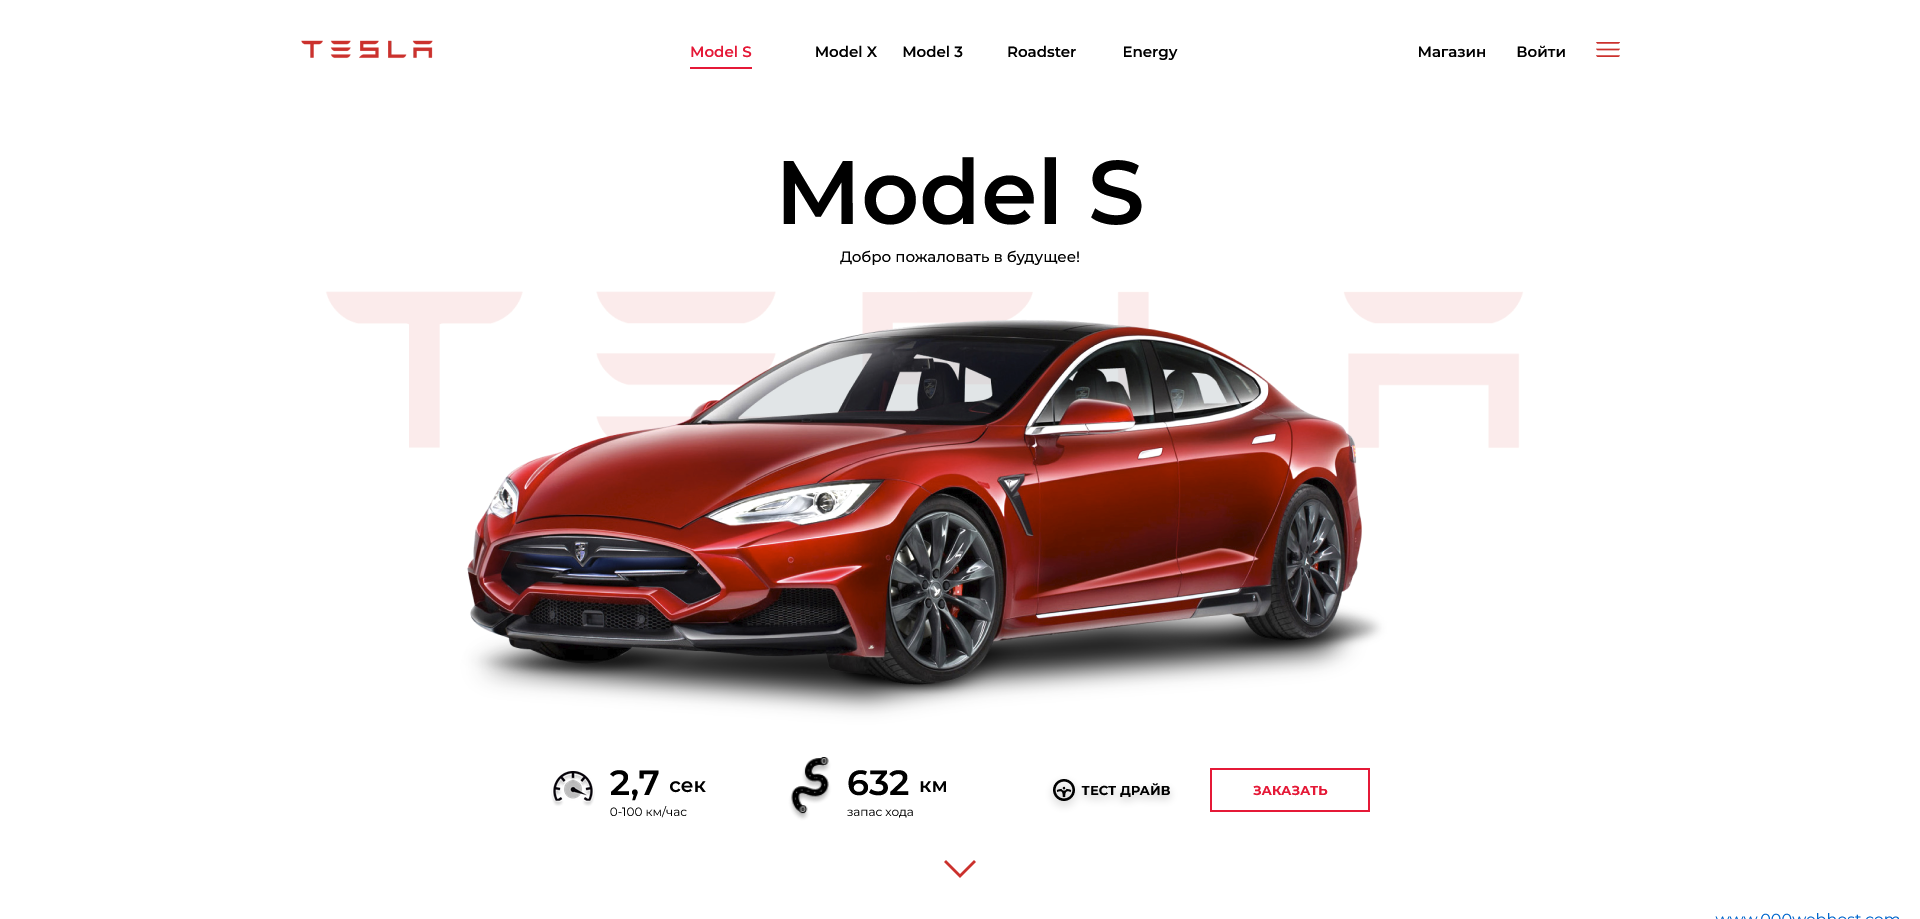 TESLA
Model S
Model X
Model 3
Roadster
Energy
Магазин
Войти
Model S
Добро пожаловать в будущее!
TESLA
2,7 сек
0-100 км/час
632 км
запас хода
ТЕСТ ДРАЙВ
ЗАКАЗАТЬ